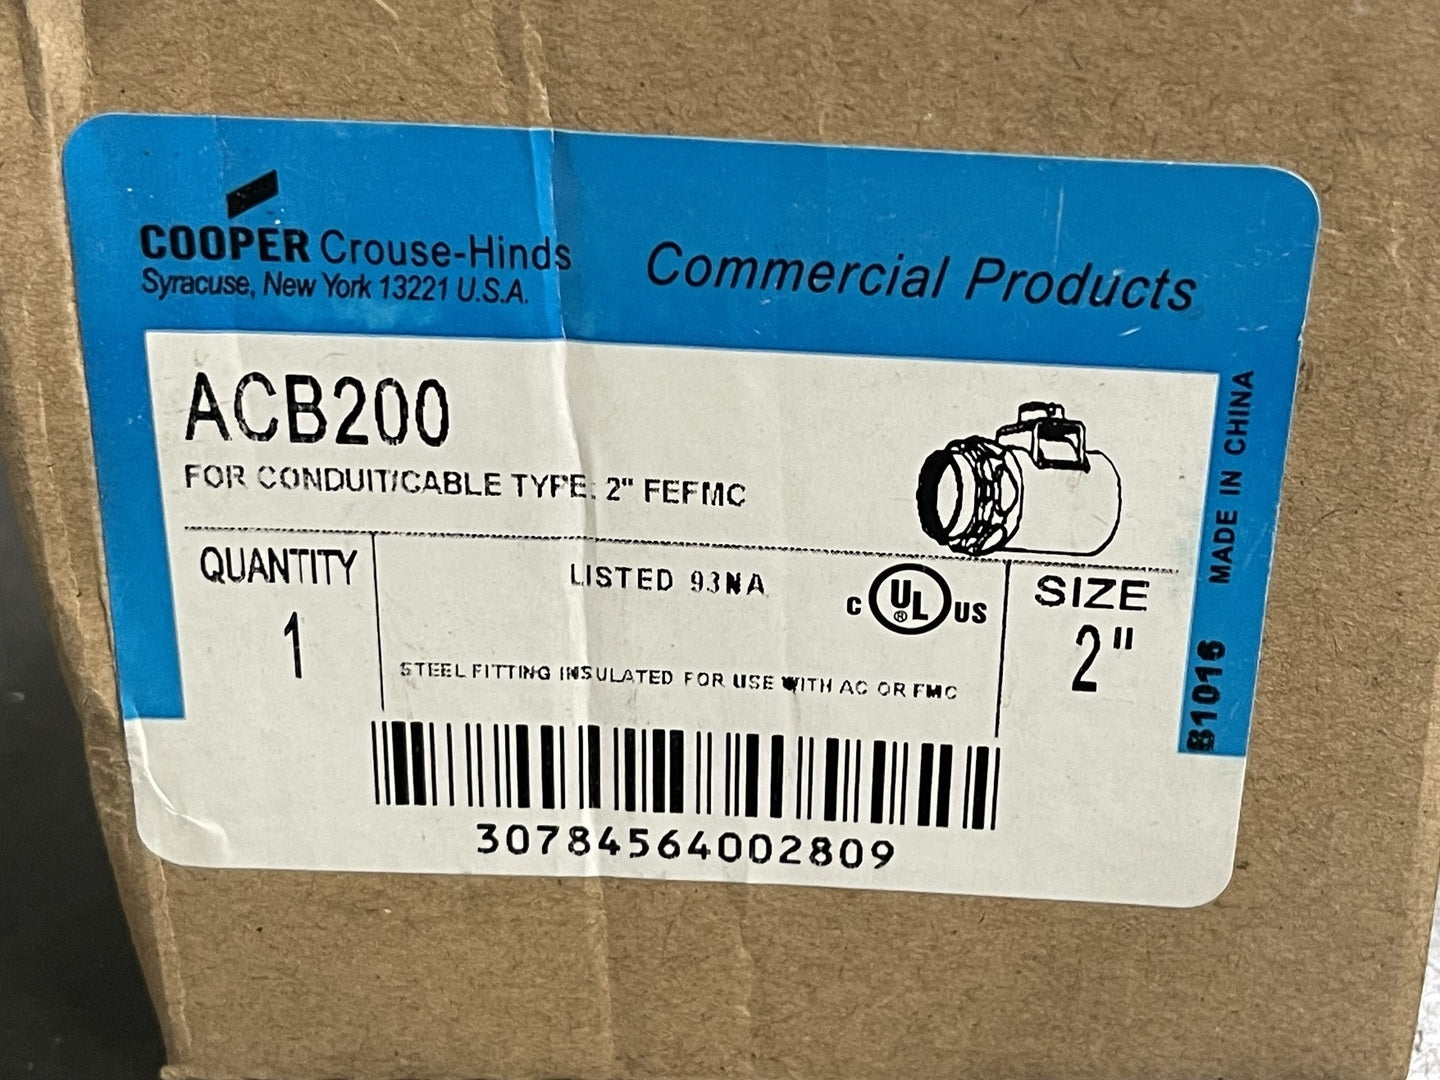 COOPER Crouse-Hinds
Syracuse, New York 13221 U.S.A.
Commercial Products
ACB200
FOR CONDUIT/CABLE TYPE: 2" FEFMC
QUANTITY
1
LISTED 93NA
C UL® US
SIZE
2"
STEEL FITTING INSULATED FOR USE WITH AC OR FMC
30784564002809
MADE IN CHINA
B1016